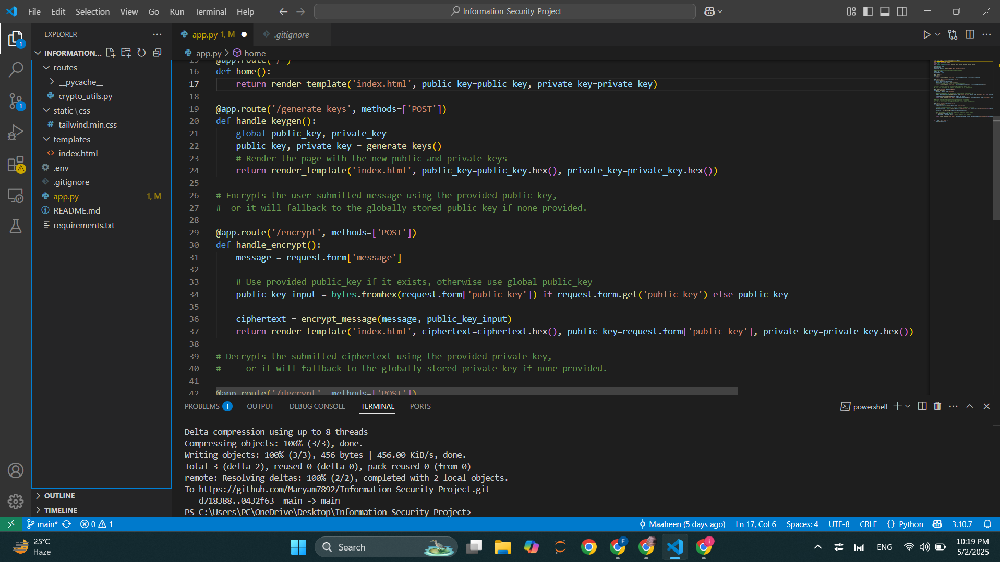 File Edit Selection View Go Run Terminal Help
Information_Security_Project
EXPLORER
INFORMATION...
routes
__pycache__
crypto_utils.py
static\css
tailwind.min.css
templates
index.html
.env
.gitignore
app.py 1, M
README.md
requirements.txt
OUTLINE
TIMELINE
app.py 1, M
.gitignore
app.py > home
15 @app.route('/')
16 def home():
17 return render_template('index.html', public_key=public_key, private_key=private_key)
18
19 @app.route('/generate_keys', methods=['POST'])
20 def handle_keygen():
21 global public_key, private_key
22 public_key, private_key = generate_keys()
23 # Render the page with the new public and private keys
24 return render_template('index.html', public_key=public_key.hex(), private_key=private_key.hex())
25
26 # Encrypts the user-submitted message using the provided public key,
27 #  or it will fallback to the globally stored public key if none provided.
28
29 @app.route('/encrypt', methods=['POST'])
30 def handle_encrypt():
31 message = request.form['message']
32
33 # Use provided public_key if it exists, otherwise use global public_key
34 public_key_input = bytes.fromhex(request.form['public_key']) if request.form.get('public_key') else public_key
35
36 ciphertext = encrypt_message(message, public_key_input)
37 return render_template('index.html', ciphertext=ciphertext.hex(), public_key=request.form['public_key'], private_key=private_key.hex())
38
39 # Decrypts the submitted ciphertext using the provided private key,
40 #     or it will fallback to the globally stored private key if none provided.
41
42 @app.route('/decrypt', methods=['POST'])
PROBLEMS 1 OUTPUT DEBUG CONSOLE TERMINAL PORTS
powershell
Delta compression using up to 8 threads
Compressing objects: 100% (3/3), done.
Writing objects: 100% (3/3), 456 bytes | 456.00 KiB/s, done.
Total 3 (delta 2), reused 0 (delta 0), pack-reused 0 (from 0)
remote: Resolving deltas: 100% (2/2), completed with 2 local objects.
To https://github.com/Maryam7892/Information_Security_Project.git
d718388..0432f63  main -> main
PS C:\Users\PC\OneDrive\Desktop\Information_Security_Project>
main* 0 1
Maaheen (5 days ago) Ln 17, Col 6 Spaces: 4 UTF-8 CRLF {} Python 3.10.7
25°C
Haze
Search
ENG
10:19 PM
5/2/2025